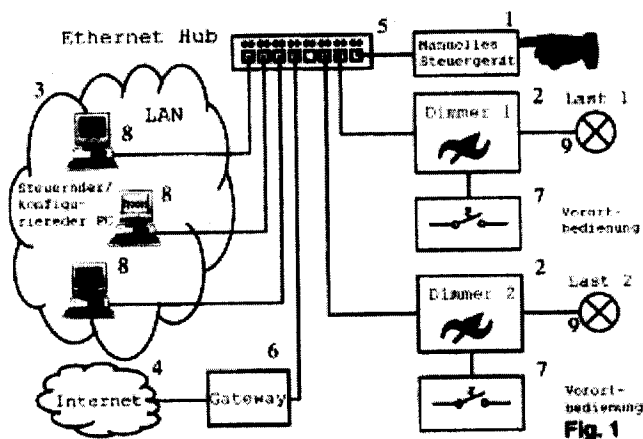 Ethernet Hub
5
1
Manuelles
Steuergerät
3
LAN
8
Steuernder/
konfigu-
riereder PC
8
8
2
Dimmer 1
Last 1
9
7
Vorort-
bedienung
2
Dimmer 2
Last 2
9
7
Vorort-
bedienung
4
Internet
6
Gateway
Fig. 1